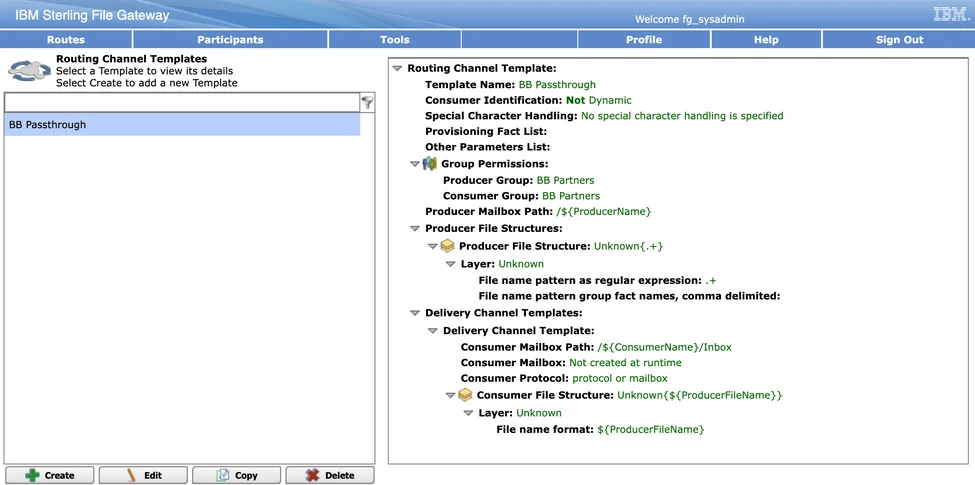 IBM Sterling File Gateway
Welcome fg_sysadmin
IBM.
Routes Participants Tools Profile Help Sign Out
Routing Channel Templates
Select a Template to view its details
Select Create to add a new Template
BB Passthrough
Create Edit Copy Delete
Routing Channel Template:
Template Name: BB Passthrough
Consumer Identification: Not Dynamic
Special Character Handling: No special character handling is specified
Provisioning Fact List:
Other Parameters List:
Group Permissions:
Producer Group: BB Partners
Consumer Group: BB Partners
Producer Mailbox Path: /${ProducerName}
Producer File Structures:
Producer File Structure: Unknown{.+}
Layer: Unknown
File name pattern as regular expression: .+
File name pattern group fact names, comma delimited:
Delivery Channel Templates:
Delivery Channel Template:
Consumer Mailbox Path: /${ConsumerName}/Inbox
Consumer Mailbox: Not created at runtime
Consumer Protocol: protocol or mailbox
Consumer File Structure: Unknown{${ProducerFileName}}
Layer: Unknown
File name format: ${ProducerFileName}